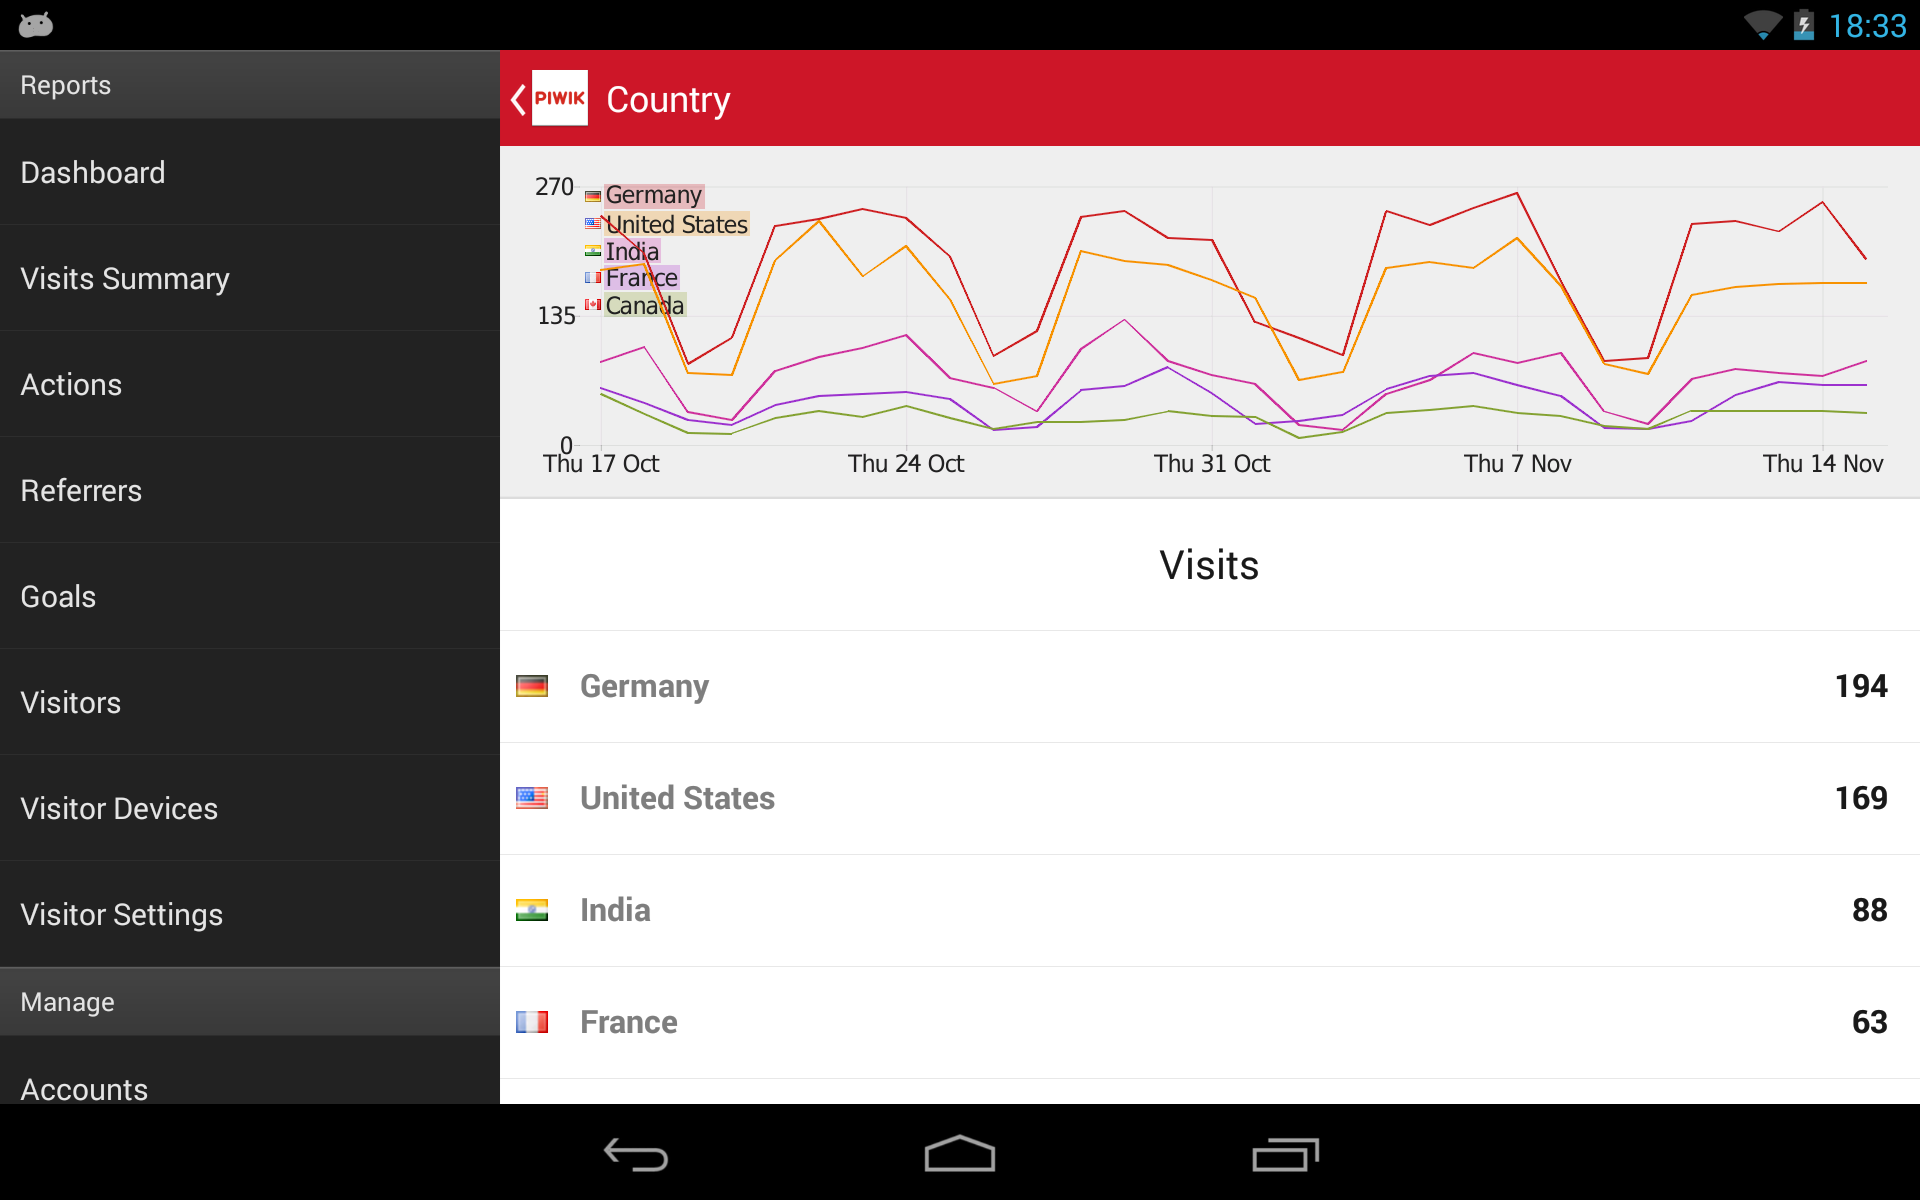 18:33
Reports
Dashboard
Visits Summary
Actions
Referrers
Goals
Visitors
Visitor Devices
Visitor Settings
Manage
Accounts
PIWIK Country
270
135
0
Germany
United States
India
France
Canada
Thu 17 Oct Thu 24 Oct Thu 31 Oct Thu 7 Nov Thu 14 Nov
Visits
Germany 194
United States 169
India 88
France 63